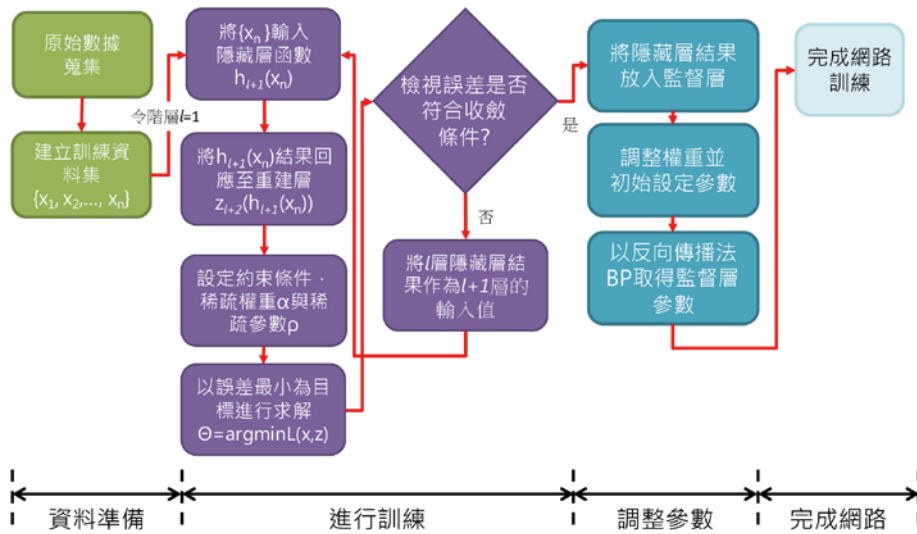 原始數據
蒐集
建立訓練資
料集
{x₁, x₂,..., xₙ}
令階層l=1
將{xₙ}輸入
隱藏層函數
hₗ₊₁(xₙ)
將hₗ₊₁(xₙ)結果回
應至重建層
zₗ₊₂(hₗ₊₁(xₙ))
設定約束條件，
稀疏權重α與稀
疏參數ρ
以誤差最小為目
標進行求解
Θ=argminL(x,z)
檢視誤差是否
符合收斂
條件?
是
否
將l層隱藏層結
果作為l+1層的
輸入值
將隱藏層結果
放入監督層
調整權重並
初始設定參數
以反向傳播法
BP取得監督層
參數
完成網路
訓練
資料準備
進行訓練
調整參數
完成網路